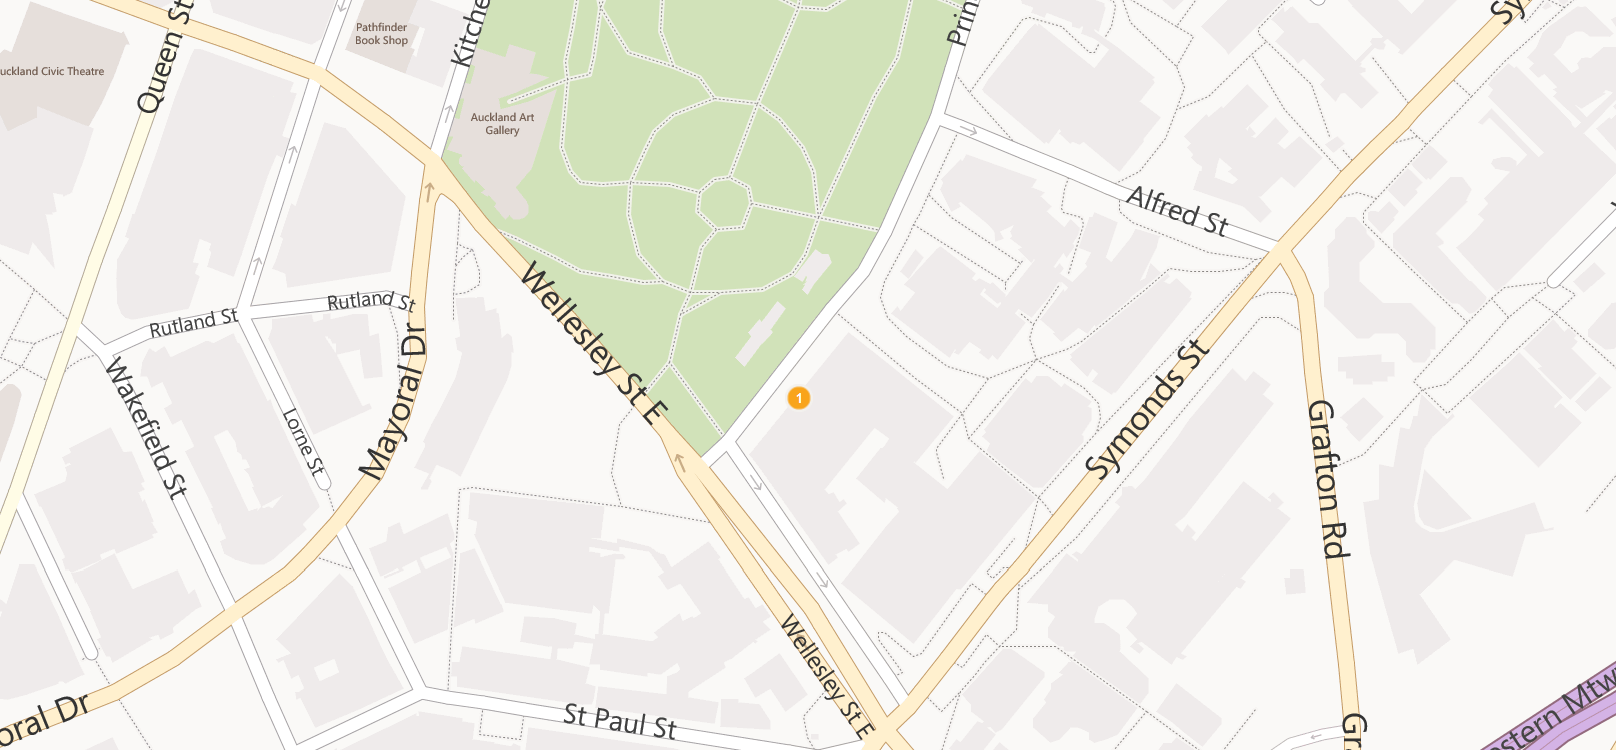 Queen St
Kitche
Prin
Sy
Pathfinder
Book Shop
uckland Civic Theatre
Auckland Art
Gallery
Alfred St
Wellesley St E
Rutland St
Rutland St
Mayoral Dr
Wakefield St
Lorne St
1
Symonds St
Grafton Rd
Wellesley St E
St Paul St
oral Dr
Gr
stern Mtw